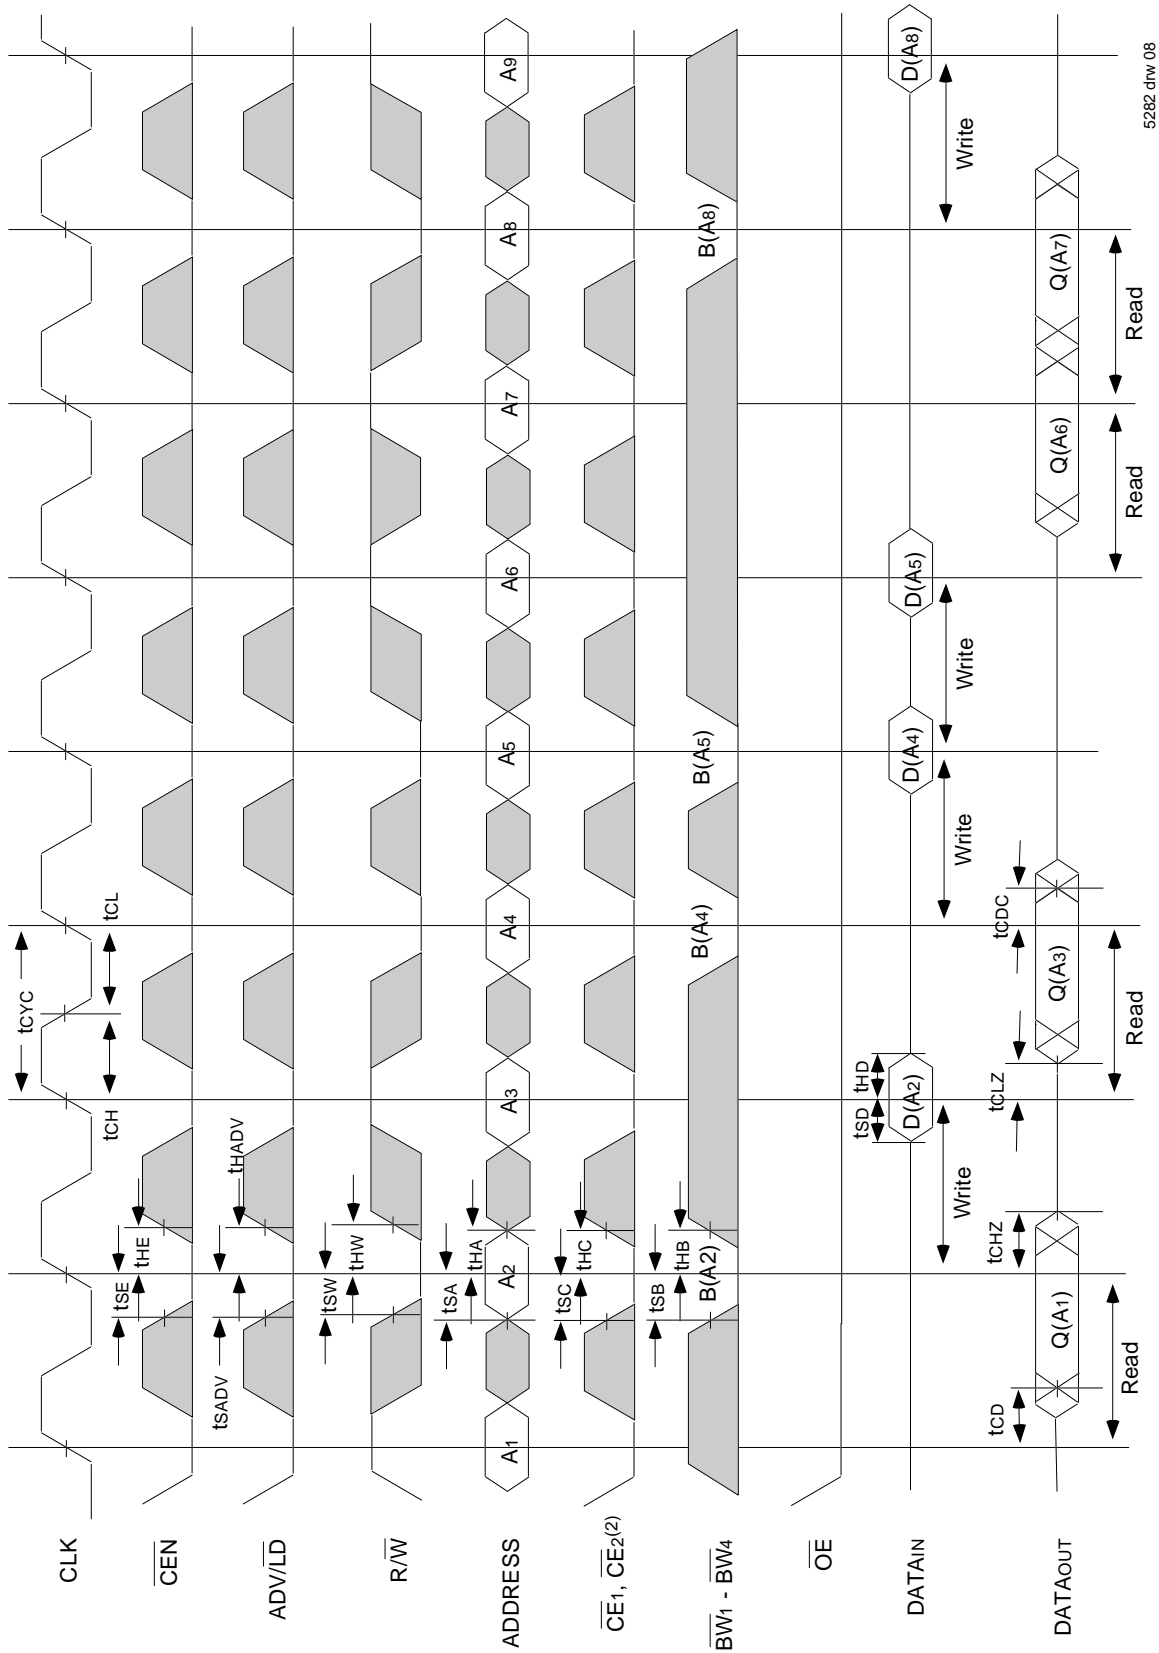 tCYC
CLK
tCH
tCL
tSE
tHE
CEN
tSADV
tHADV
ADV/LD
tSW
tHW
R/W
tSA
tHA
ADDRESS
A1
A2
A3
A4
A5
A6
A7
A8
A9
tSC
tHC
CE1, CE2(2)
tSB
tHB
BW1 - BW4
B(A2)
B(A4)
B(A5)
B(A8)
OE
tSD
tHD
DATAIN
D(A2)
D(A4)
D(A5)
D(A8)
Write
Write
Write
Write
tCD
tCHZ
tCLZ
tCDC
DATAOUT
Q(A1)
Q(A3)
Q(A6)
Q(A7)
Read
Read
Read
Read
5282 drw 08